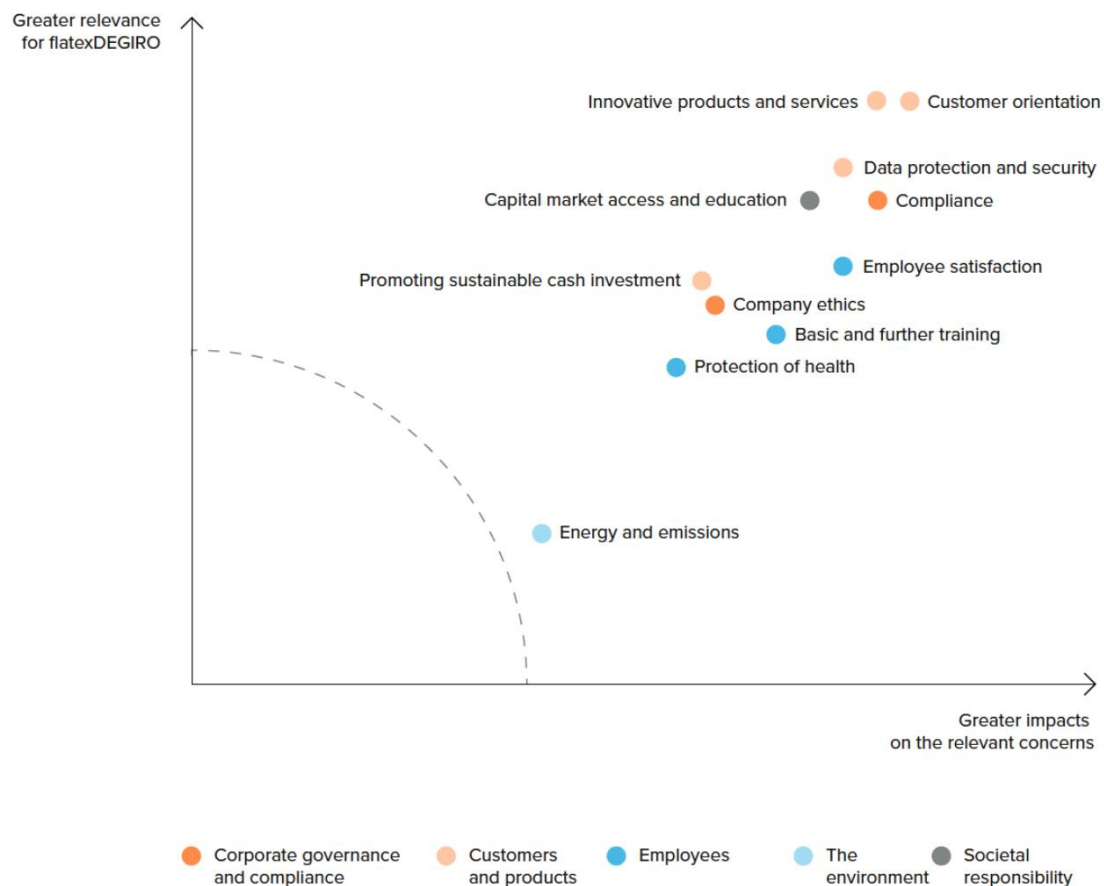 Greater relevance
for flatexDEGIRO
Innovative products and services
Customer orientation
Data protection and security
Capital market access and education
Compliance
Employee satisfaction
Promoting sustainable cash investment
Company ethics
Basic and further training
Protection of health
Energy and emissions
Greater impacts
on the relevant concerns
Corporate governance
and compliance
Customers
and products
Employees
The
environment
Societal
responsibility